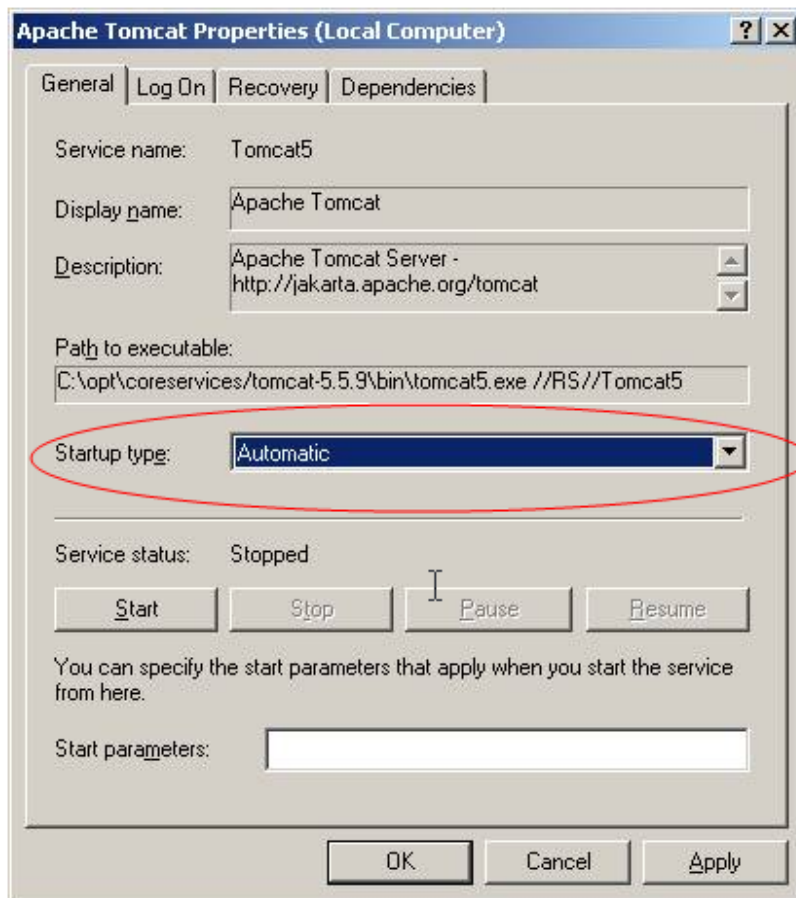 Apache Tomcat Properties (Local Computer)
General Log On Recovery Dependencies
Service name: Tomcat5
Display name: Apache Tomcat
Description: Apache Tomcat Server -
http://jakarta.apache.org/tomcat
Path to executable:
C:\opt\coreservices/tomcat-5.5.9\bin\tomcat5.exe //RS//Tomcat5
Startup type: Automatic
Service status: Stopped
Start Stop Pause Resume
You can specify the start parameters that apply when you start the service
from here.
Start parameters:
OK Cancel Apply